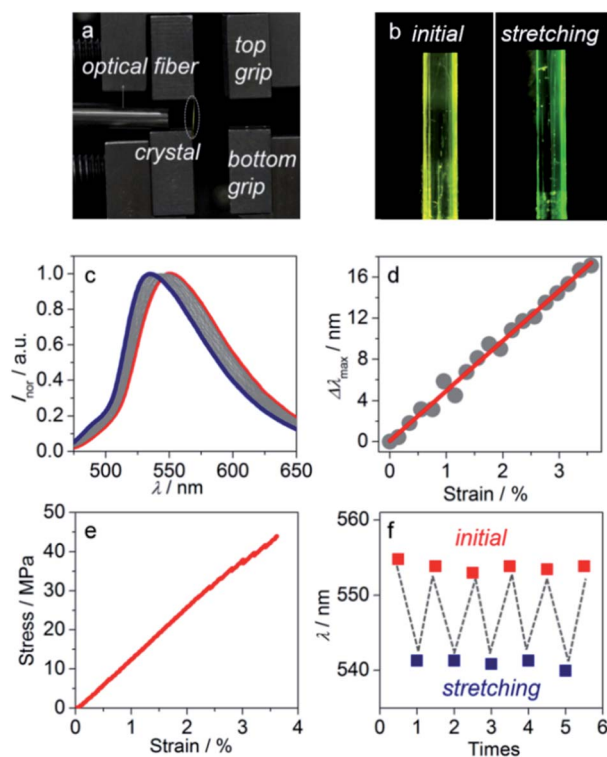 a
optical fiber
top
grip
crystal
bottom
grip
b
initial
stretching
c
I nor / a.u.
1.0
0.8
0.6
0.4
0.2
0.0
500
550
600
650
λ / nm
d
Δλmax / nm
16
12
8
4
0
0
1
2
3
Strain / %
e
Stress / MPa
50
40
30
20
10
0
0
1
2
3
4
Strain / %
f
λ / nm
560
550
540
initial
stretching
0
1
2
3
4
5
6
Times